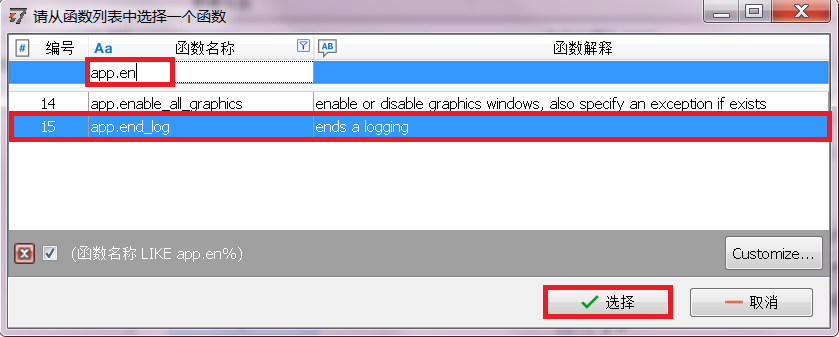 请从函数列表中选择一个函数
# 编号 Aa 函数名称 AB 函数解释
app.en
14 app.enable_all_graphics enable or disable graphics windows, also specify an exception if exists
15 app.end_log ends a logging
(函数名称 LIKE app.en%) Customize...
选择 取消